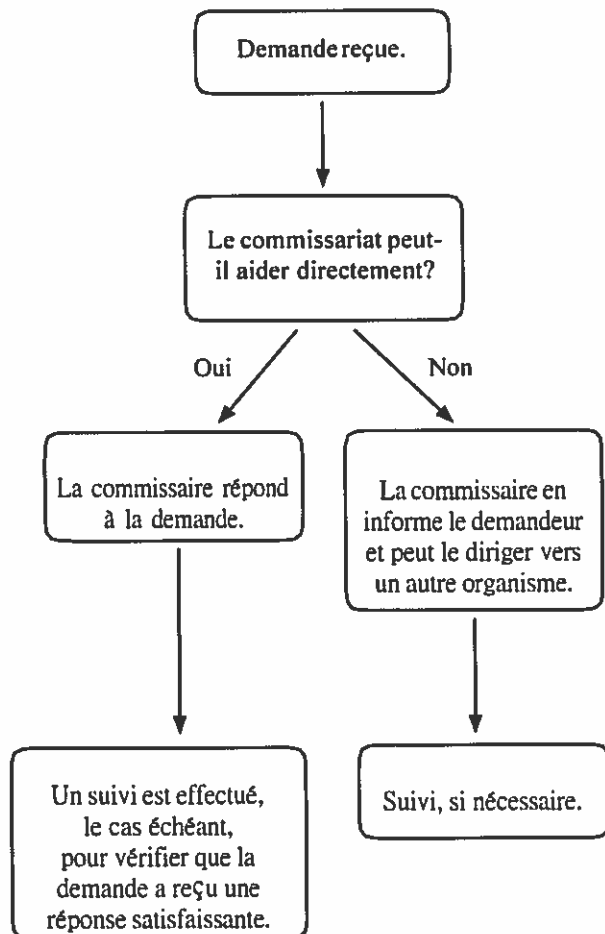 Demande reçue.
Le commissariat peut-
il aider directement?
Oui
Non
La commissaire répond
à la demande.
La commissaire en
informe le demandeur
et peut le diriger vers
un autre organisme.
Un suivi est effectué,
le cas échéant,
pour vérifier que la
demande a reçu une
réponse satisfaisante.
Suivi, si nécessaire.